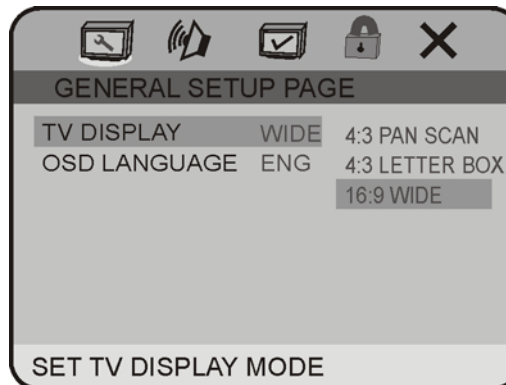 GENERAL SETUP PAGE
TV DISPLAY WIDE 4:3 PAN SCAN
OSD LANGUAGE ENG 4:3 LETTER BOX
16:9 WIDE
SET TV DISPLAY MODE